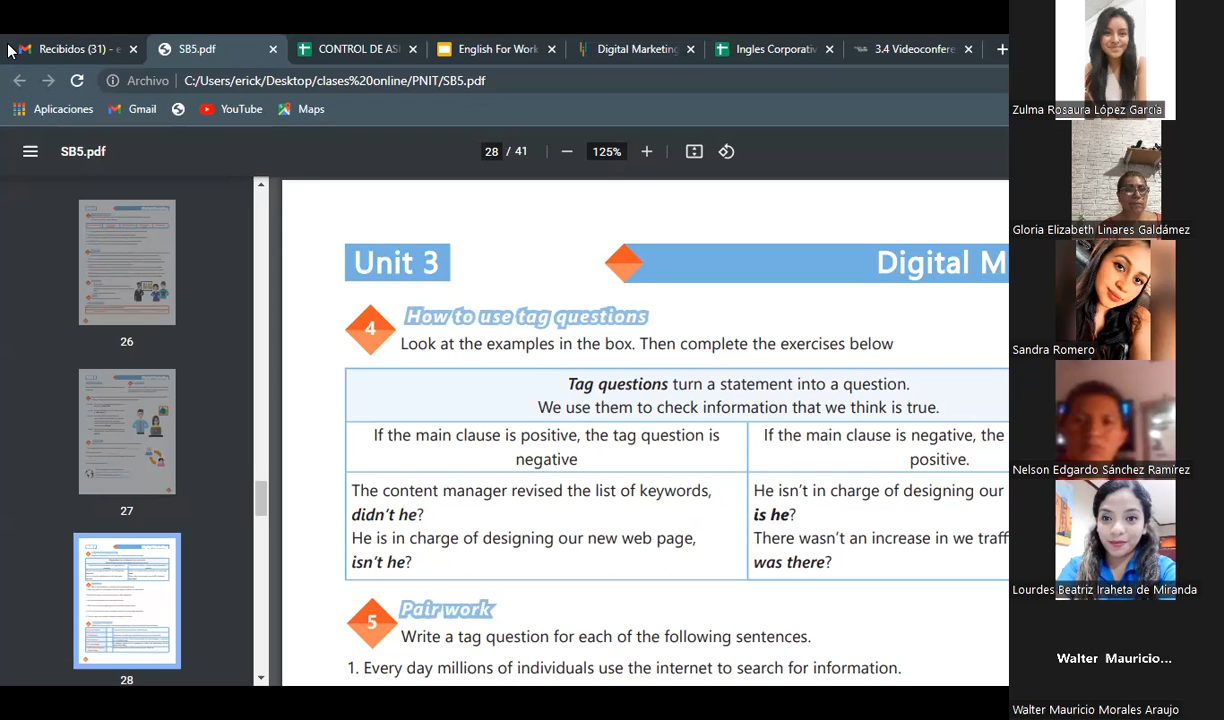 Recibidos (31) - e
SB5.pdf
CONTROL DE ASI
English For Work
Digital Marketing
Ingles Corporativ
3.4 Videoconfere
Archivo
C:/Users/erick/Desktop/clases%20online/PNIT/SB5.pdf
Aplicaciones
Gmail
YouTube
Maps
SB5.pdf
28 / 41
125%
26
27
28
Unit 3
Digital M
4
How to use tag questions
Look at the examples in the box. Then complete the exercises below
Tag questions turn a statement into a question.
We use them to check information that we think is true.
If the main clause is positive, the tag question is
negative
If the main clause is negative, the
positive.
The content manager revised the list of keywords,
didn't he?
He is in charge of designing our new web page,
isn't he?
He isn't in charge of designing our
is he?
There wasn't an increase in we traff
was there?
5
Pair work
Write a tag question for each of the following sentences.
1. Every day millions of individuals use the internet to search for information.
Zulma Rosaura López García
Gloria Elizabeth Linares Galdámez
Sandra Romero
Nelson Edgardo Sánchez Ramírez
Lourdes Beatriz Iraheta de Miranda
Walter Mauricio...
Walter Mauricio Morales Araujo